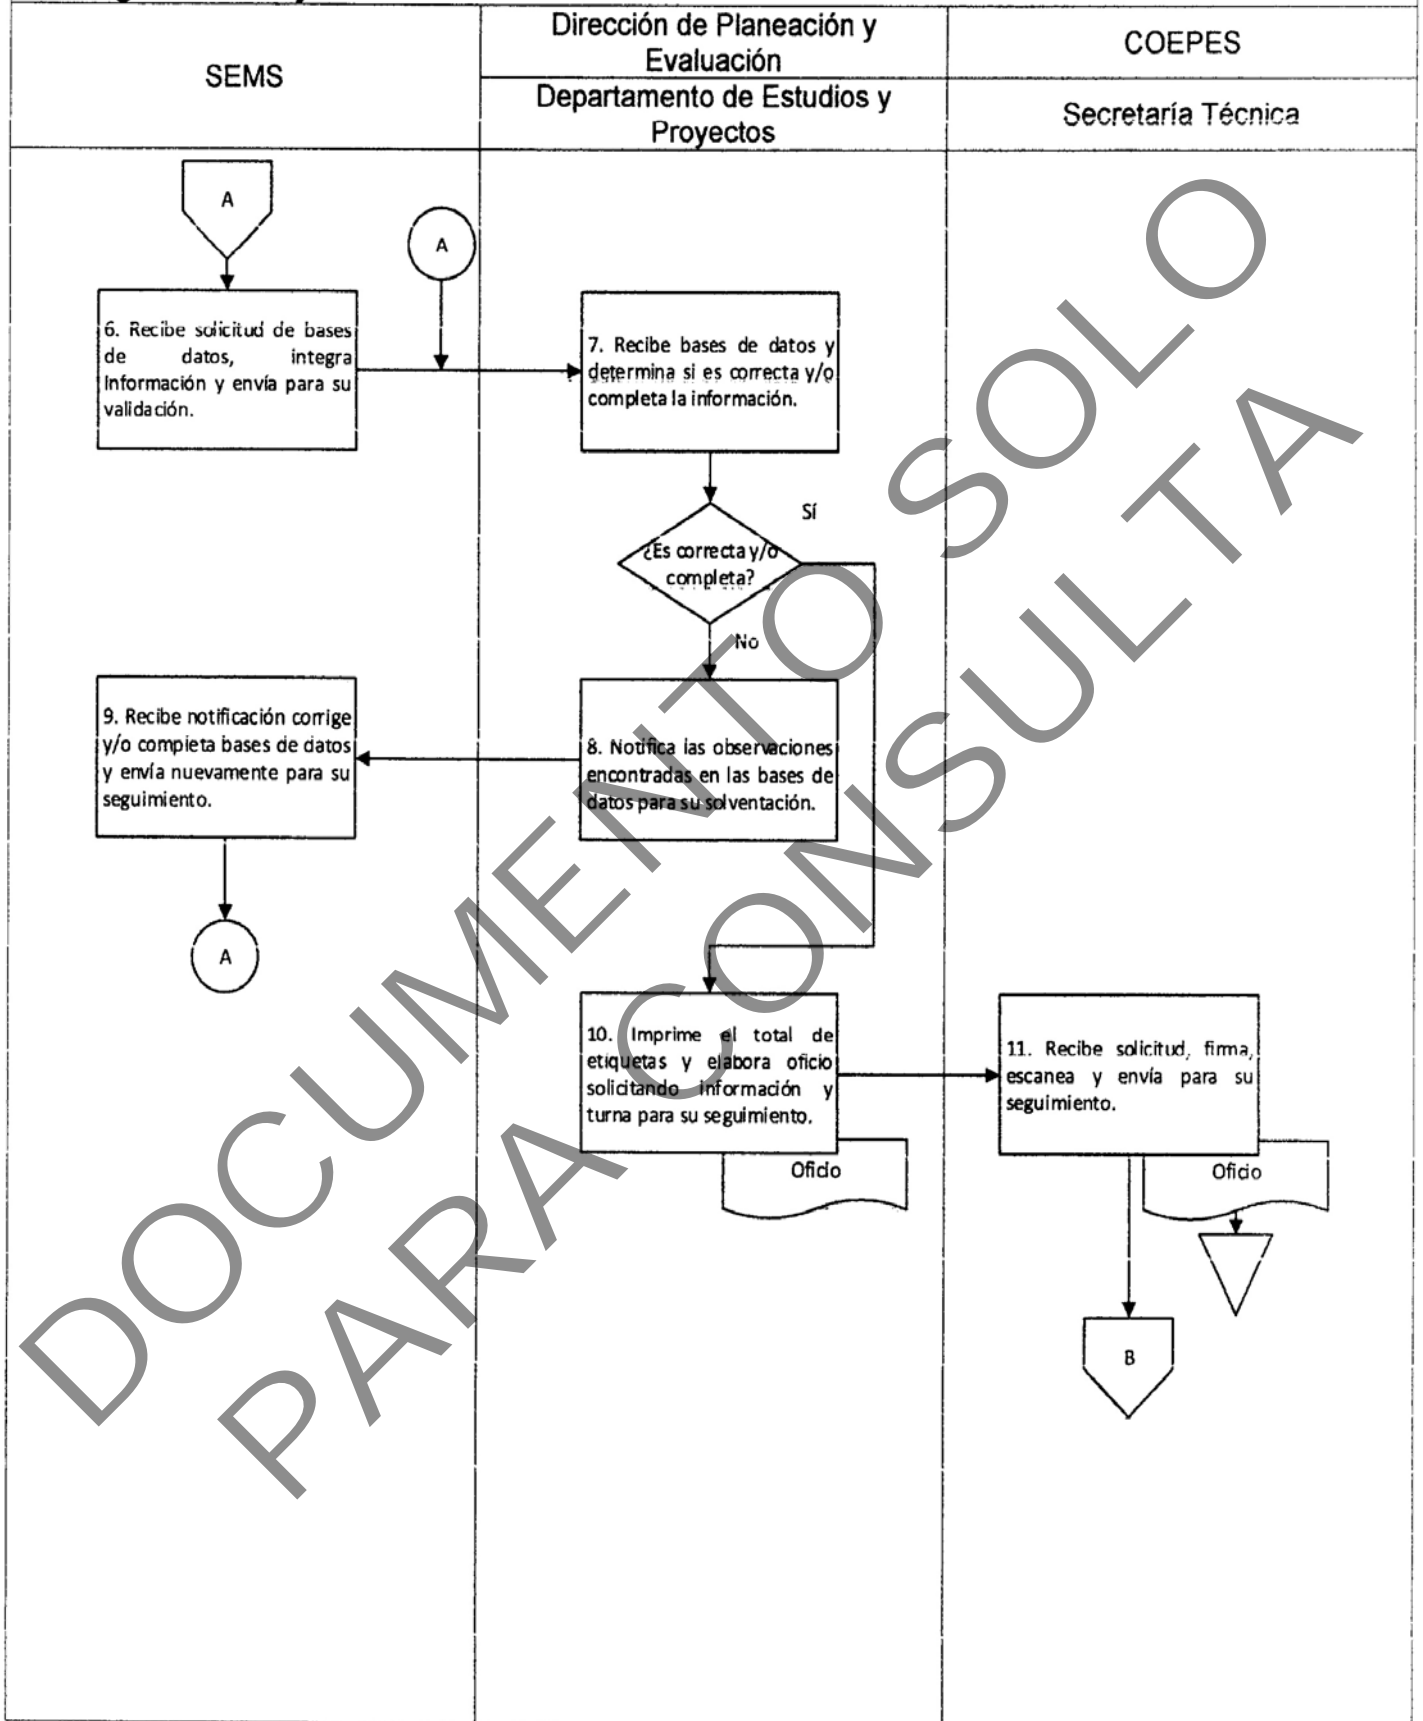 SEMS
Dirección de Planeación y
Evaluación
Departamento de Estudios y
Proyectos
COEPES
Secretaría Técnica
A
A
6. Recibe solicitud de bases
de datos, integra
Información y envía para su
validación.
7. Recibe bases de datos y
determina si es correcta y/o
completa la información.
¿Es correcta y/o
completa?
Sí
No
9. Recibe notificación corrige
y/o completa bases de datos
y envía nuevamente para su
seguimiento.
8. Notifica las observaciones
encontradas en las bases de
datos para su solventación.
A
10. Imprime el total de
etiquetas y elabora oficio
solicitando información y
turna para su seguimiento.
Oficio
11. Recibe solicitud, firma,
escanea y envía para su
seguimiento.
Oficio
B
DOCUMENTO SOLO
PARA CONSULTA